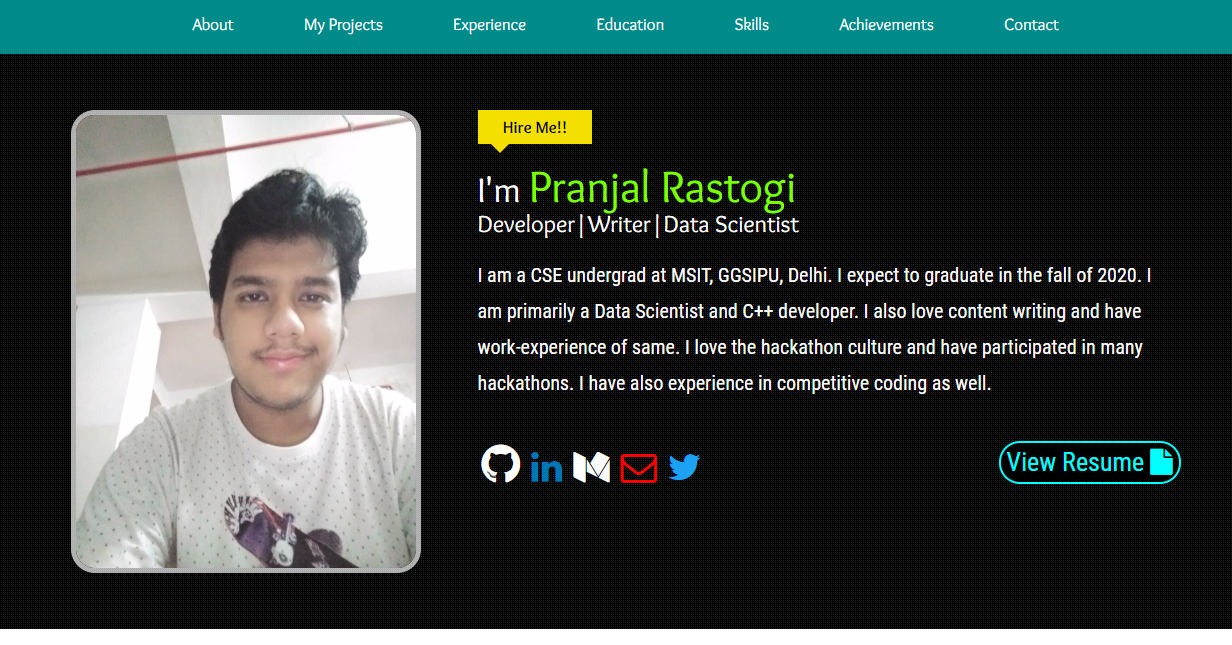 About My Projects Experience Education Skills Achievements Contact
Hire Me!!
I'm Pranjal Rastogi
Developer|Writer|Data Scientist
I am a CSE undergrad at MSIT, GGSIPU, Delhi. I expect to graduate in the fall of 2020. I
am primarily a Data Scientist and C++ developer. I also love content writing and have
work-experience of same. I love the hackathon culture and have participated in many
hackathons. I have also experience in competitive coding as well.
in
View Resume